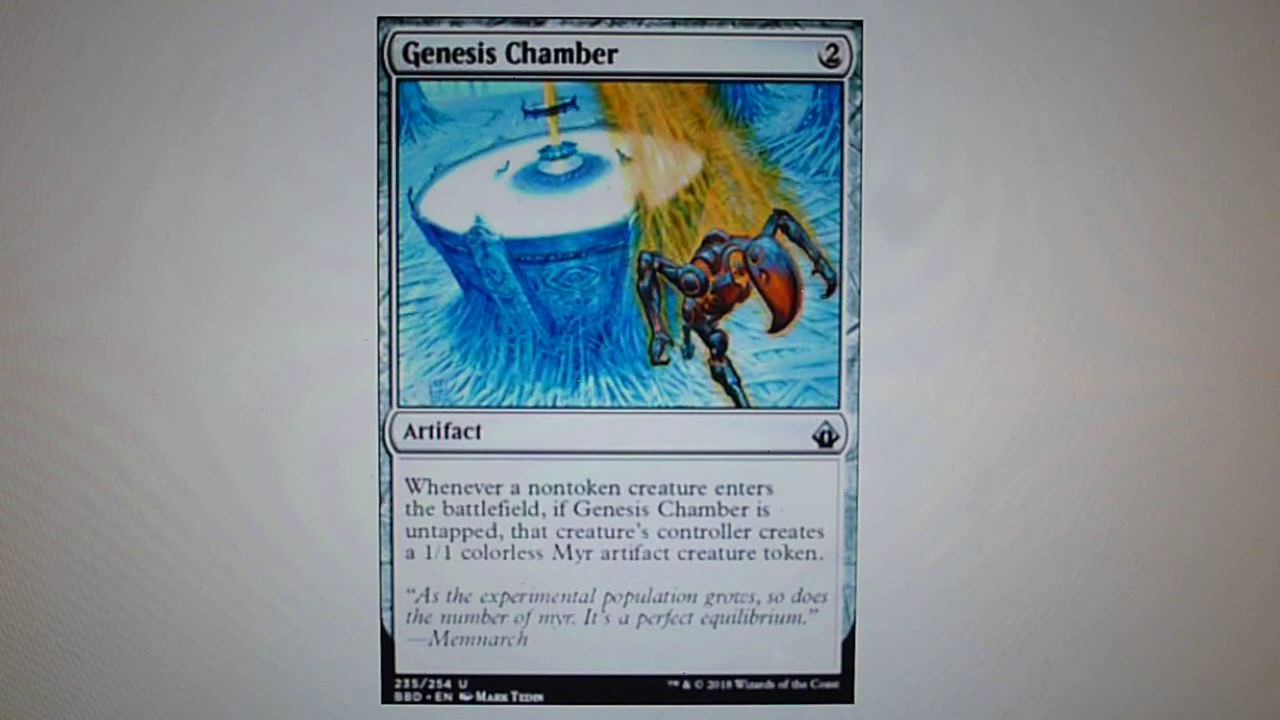 Genesis Chamber 2
Artifact
Whenever a nontoken creature enters
the battlefield, if Genesis Chamber is
untapped, that creature's controller creates
a 1/1 colorless Myr artifact creature token.
"As the experimental population grows, so does
the number of myr. It's a perfect equilibrium."
—Memnarch
235/254 U
BBD • EN Mark Tedin
™ & © 2018 Wizards of the Coast